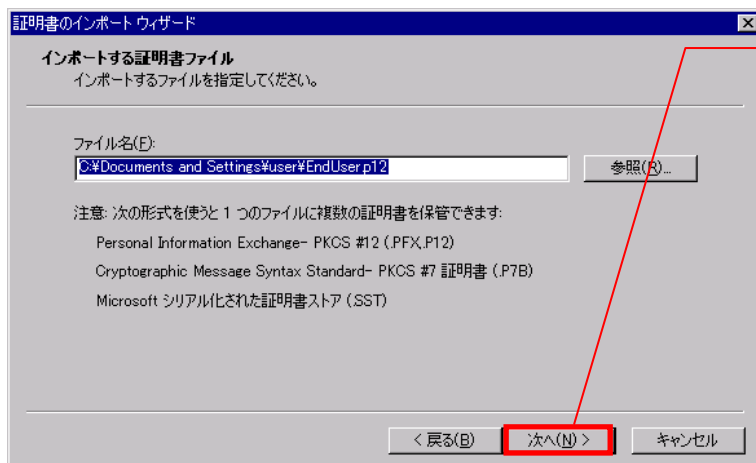 証明書のインポート ウィザード
インポートする証明書ファイル
インポートするファイルを指定してください。
ファイル名(F):
C:¥Documents and Settings¥user¥EndUser.p12
参照(R)...
注意: 次の形式を使うと 1 つのファイルに複数の証明書を保管できます:
Personal Information Exchange- PKCS #12 (.PFX,.P12)
Cryptographic Message Syntax Standard- PKCS #7 証明書 (.P7B)
Microsoft シリアル化された証明書ストア (.SST)
< 戻る(B)
次へ(N) >
キャンセル